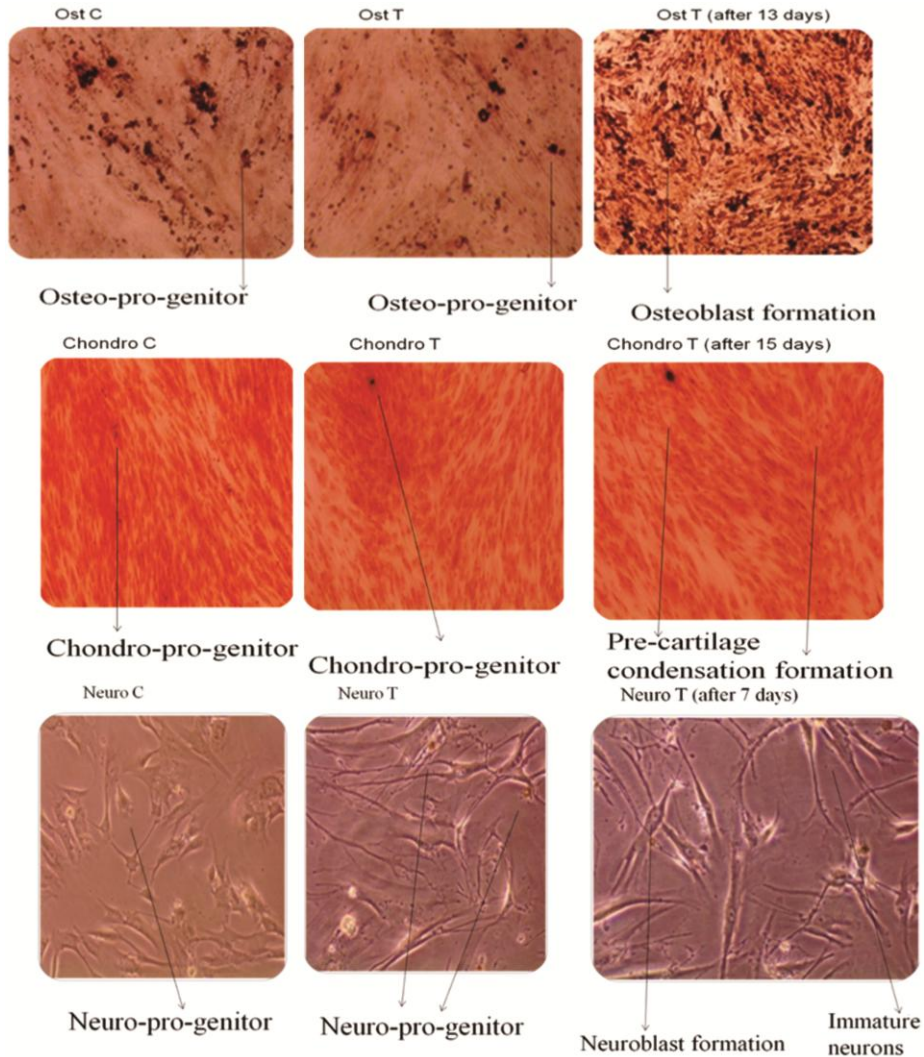 Ost C
Ost T
Ost T (after 13 days)
Osteo-pro-genitor
Osteo-pro-genitor
Osteoblast formation
Chondro C
Chondro T
Chondro T (after 15 days)
Chondro-pro-genitor
Chondro-pro-genitor
Pre-cartilage
condensation formation
Neuro C
Neuro T
Neuro T (after 7 days)
Neuro-pro-genitor
Neuro-pro-genitor
Neuroblast formation
Immature
neurons